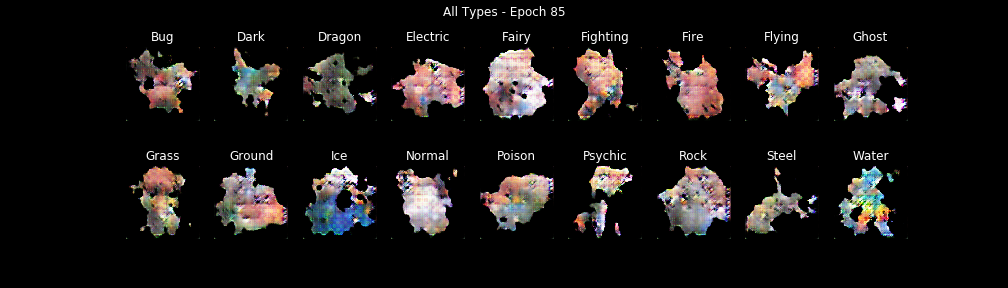 All Types - Epoch 85
Bug Dark Dragon Electric Fairy Fighting Fire Flying Ghost
Grass Ground Ice Normal Poison Psychic Rock Steel Water